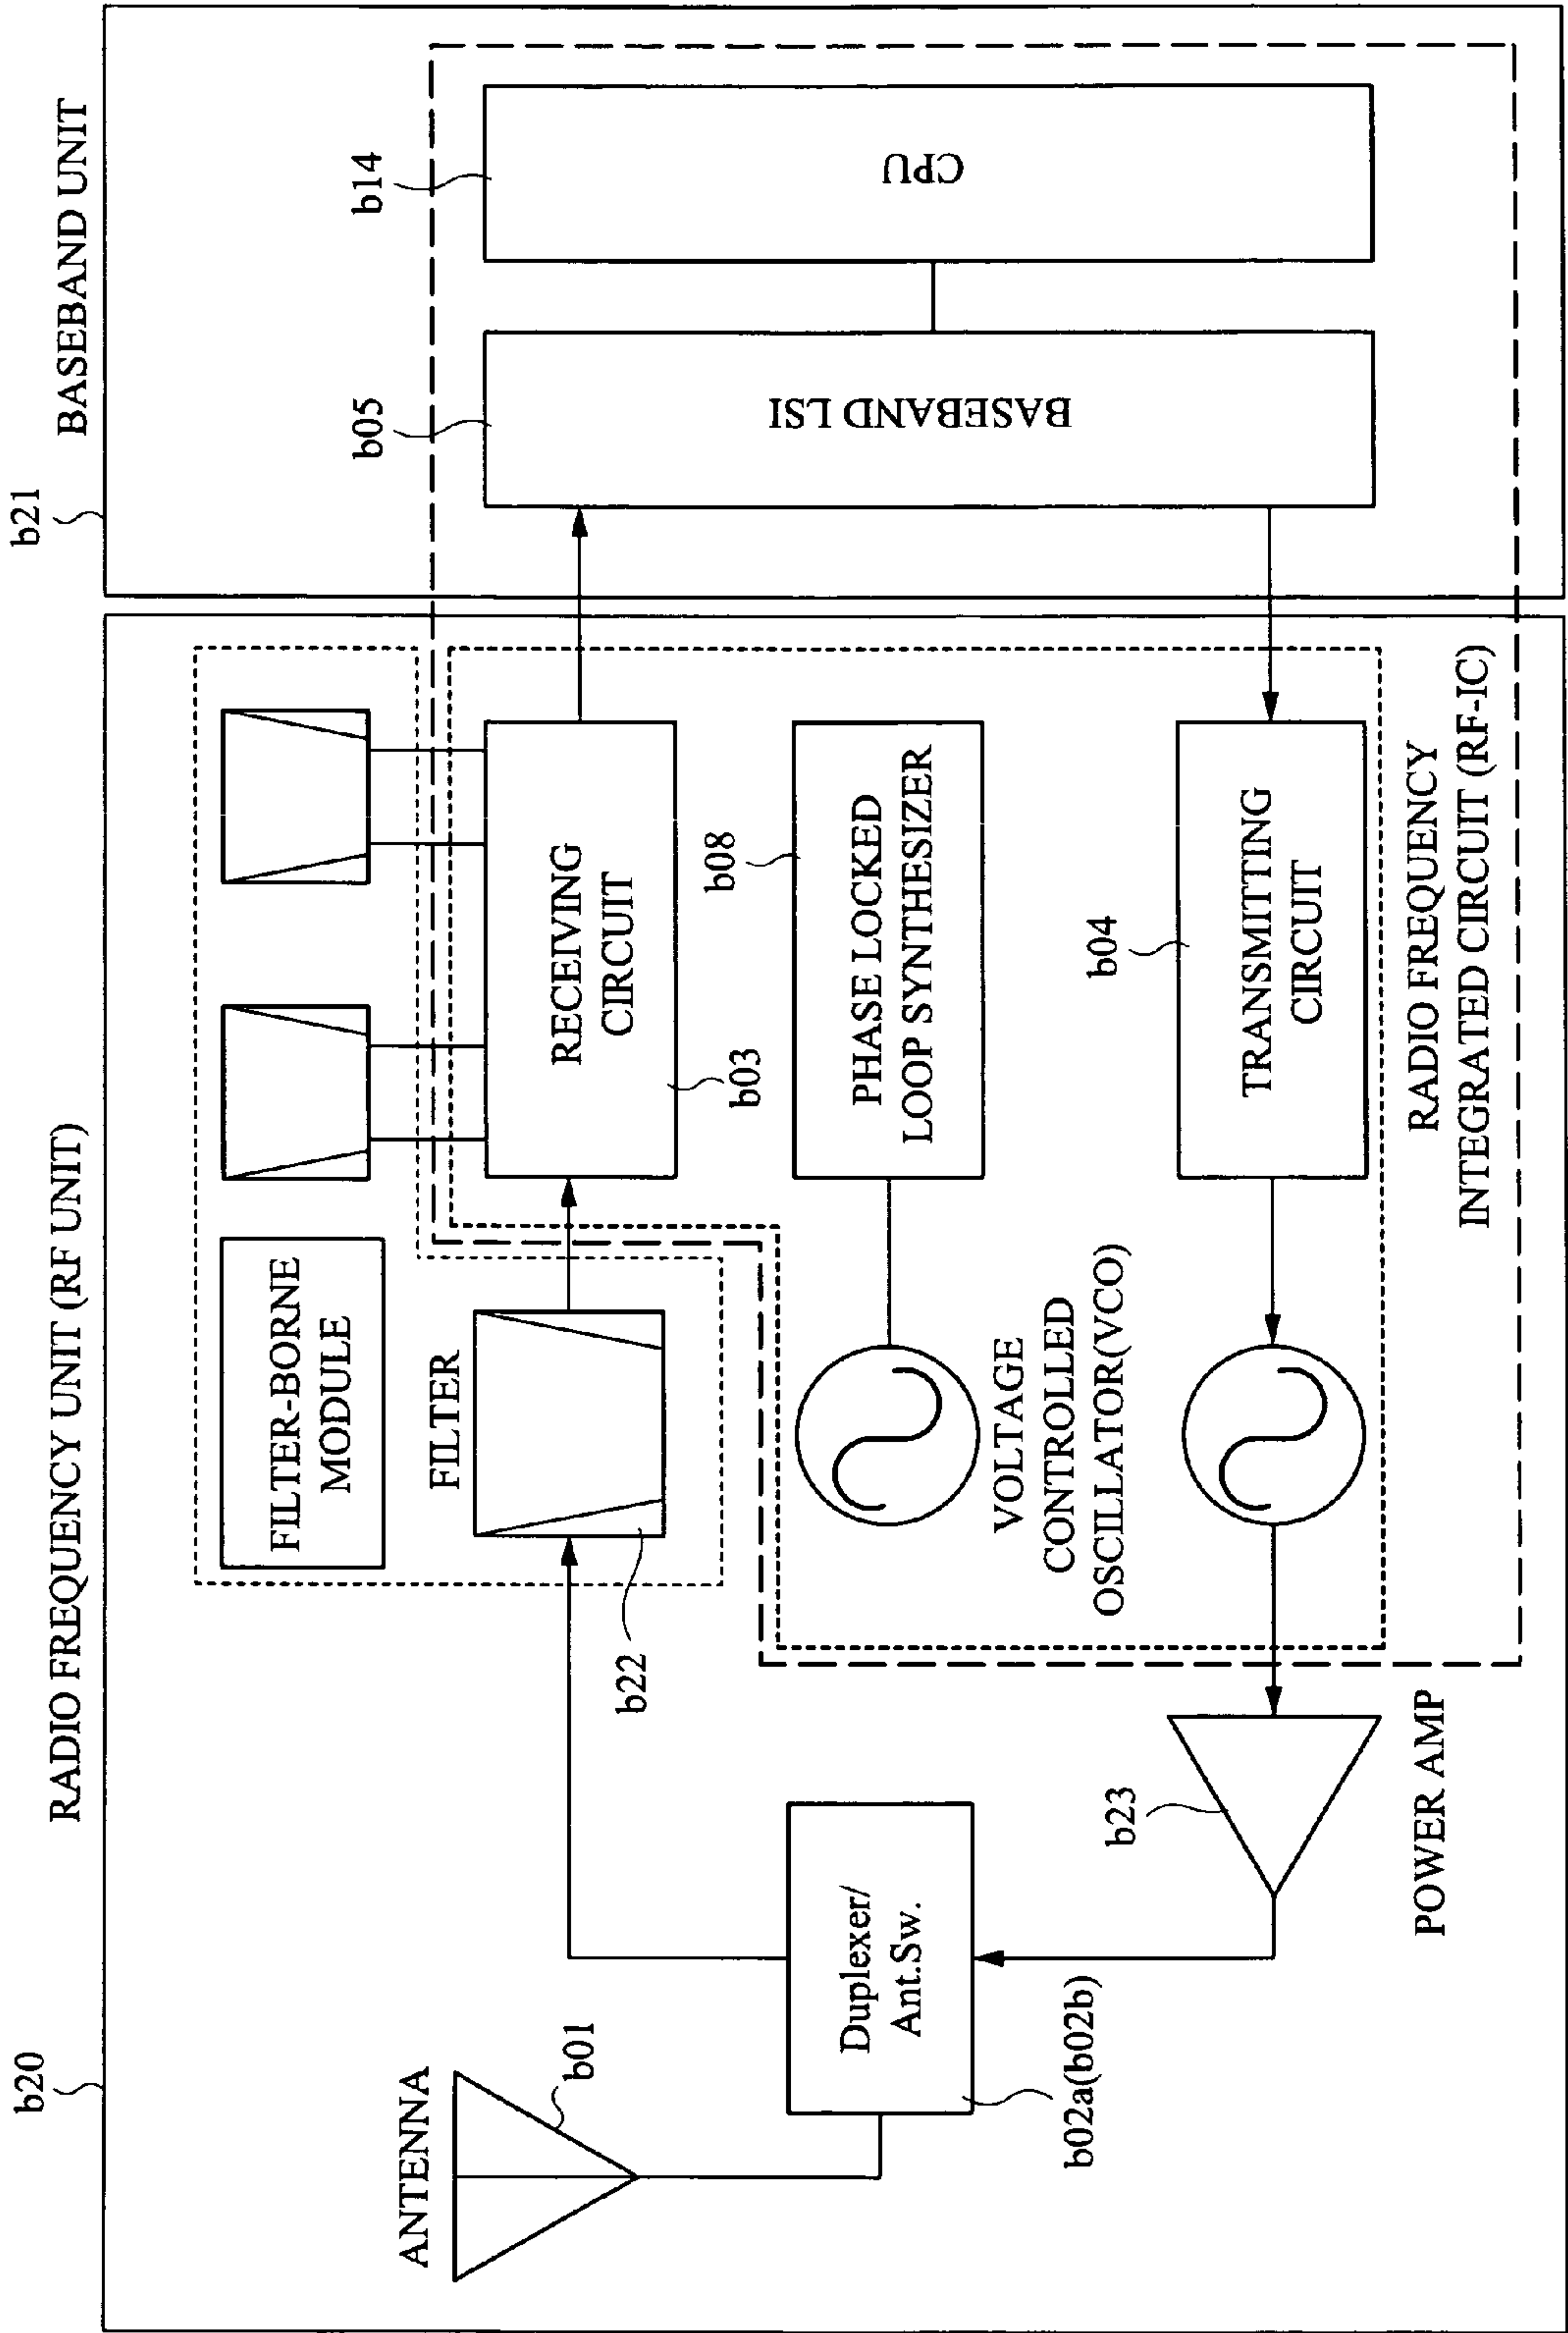 b20
RADIO FREQUENCY UNIT (RF UNIT)
b21
BASEBAND UNIT
ANTENNA
b01
Duplexer/
Ant.Sw.
b02a(b02b)
b22
FILTER
FILTER-BORNE
MODULE
RECEIVING
CIRCUIT
b03
b08
PHASE LOCKED
LOOP SYNTHESIZER
VOLTAGE
CONTROLLED
OSCILLATOR(VCO)
b04
TRANSMITTING
CIRCUIT
b23
POWER AMP
RADIO FREQUENCY
INTEGRATED CIRCUIT (RF-IC)
b05
BASEBAND LSI
b14
CPU